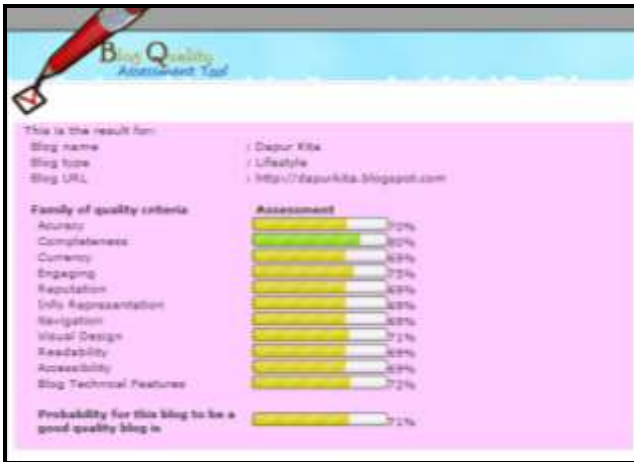 Blog Quality
Assessment Tool
This is the result for:
Blog name : Dapur Kita
Blog type : Lifestyle
Blog URL : http://dapurkita.blogspot.com
Family of quality criteria Assessment
Acuracy 70%
Completeness 80%
Currency 69%
Engaging 75%
Reputation 69%
Info Representation 69%
Navigation 69%
Visual Design 71%
Readability 69%
Accessibility 69%
Blog Technical Features 72%
Probability for this blog to be a
good quality blog is 71%